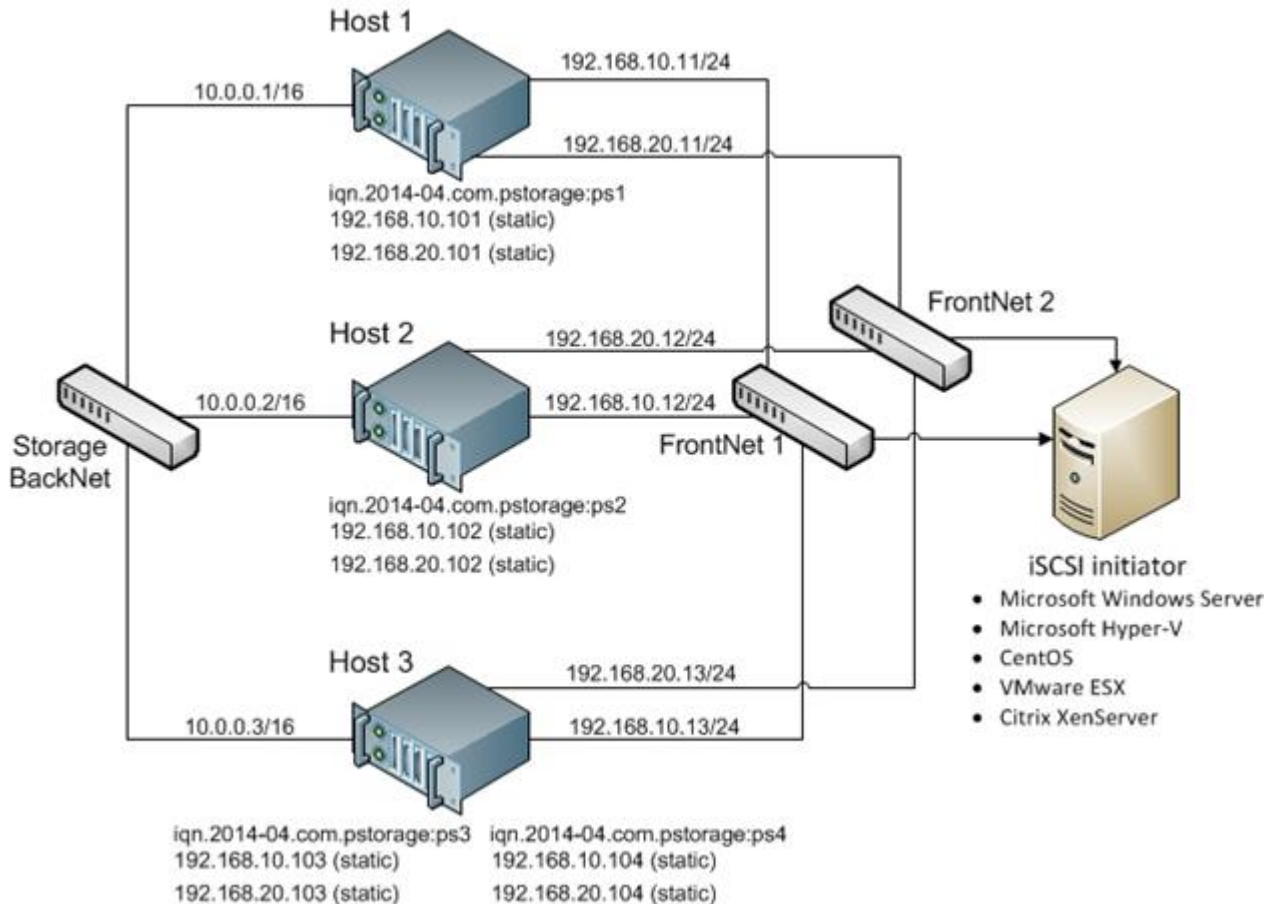 Host 1
192.168.10.11/24
10.0.0.1/16
192.168.20.11/24
iqn.2014-04.com.pstorage:ps1
192.168.10.101 (static)
192.168.20.101 (static)
FrontNet 2
Host 2
192.168.20.12/24
10.0.0.2/16
192.168.10.12/24
Storage
BackNet
FrontNet 1
iqn.2014-04.com.pstorage:ps2
192.168.10.102 (static)
192.168.20.102 (static)
iSCSI initiator
• Microsoft Windows Server
• Microsoft Hyper-V
• CentOS
• VMware ESX
• Citrix XenServer
Host 3
192.168.20.13/24
10.0.0.3/16
192.168.10.13/24
iqn.2014-04.com.pstorage:ps3
192.168.10.103 (static)
192.168.20.103 (static)
iqn.2014-04.com.pstorage:ps4
192.168.10.104 (static)
192.168.20.104 (static)